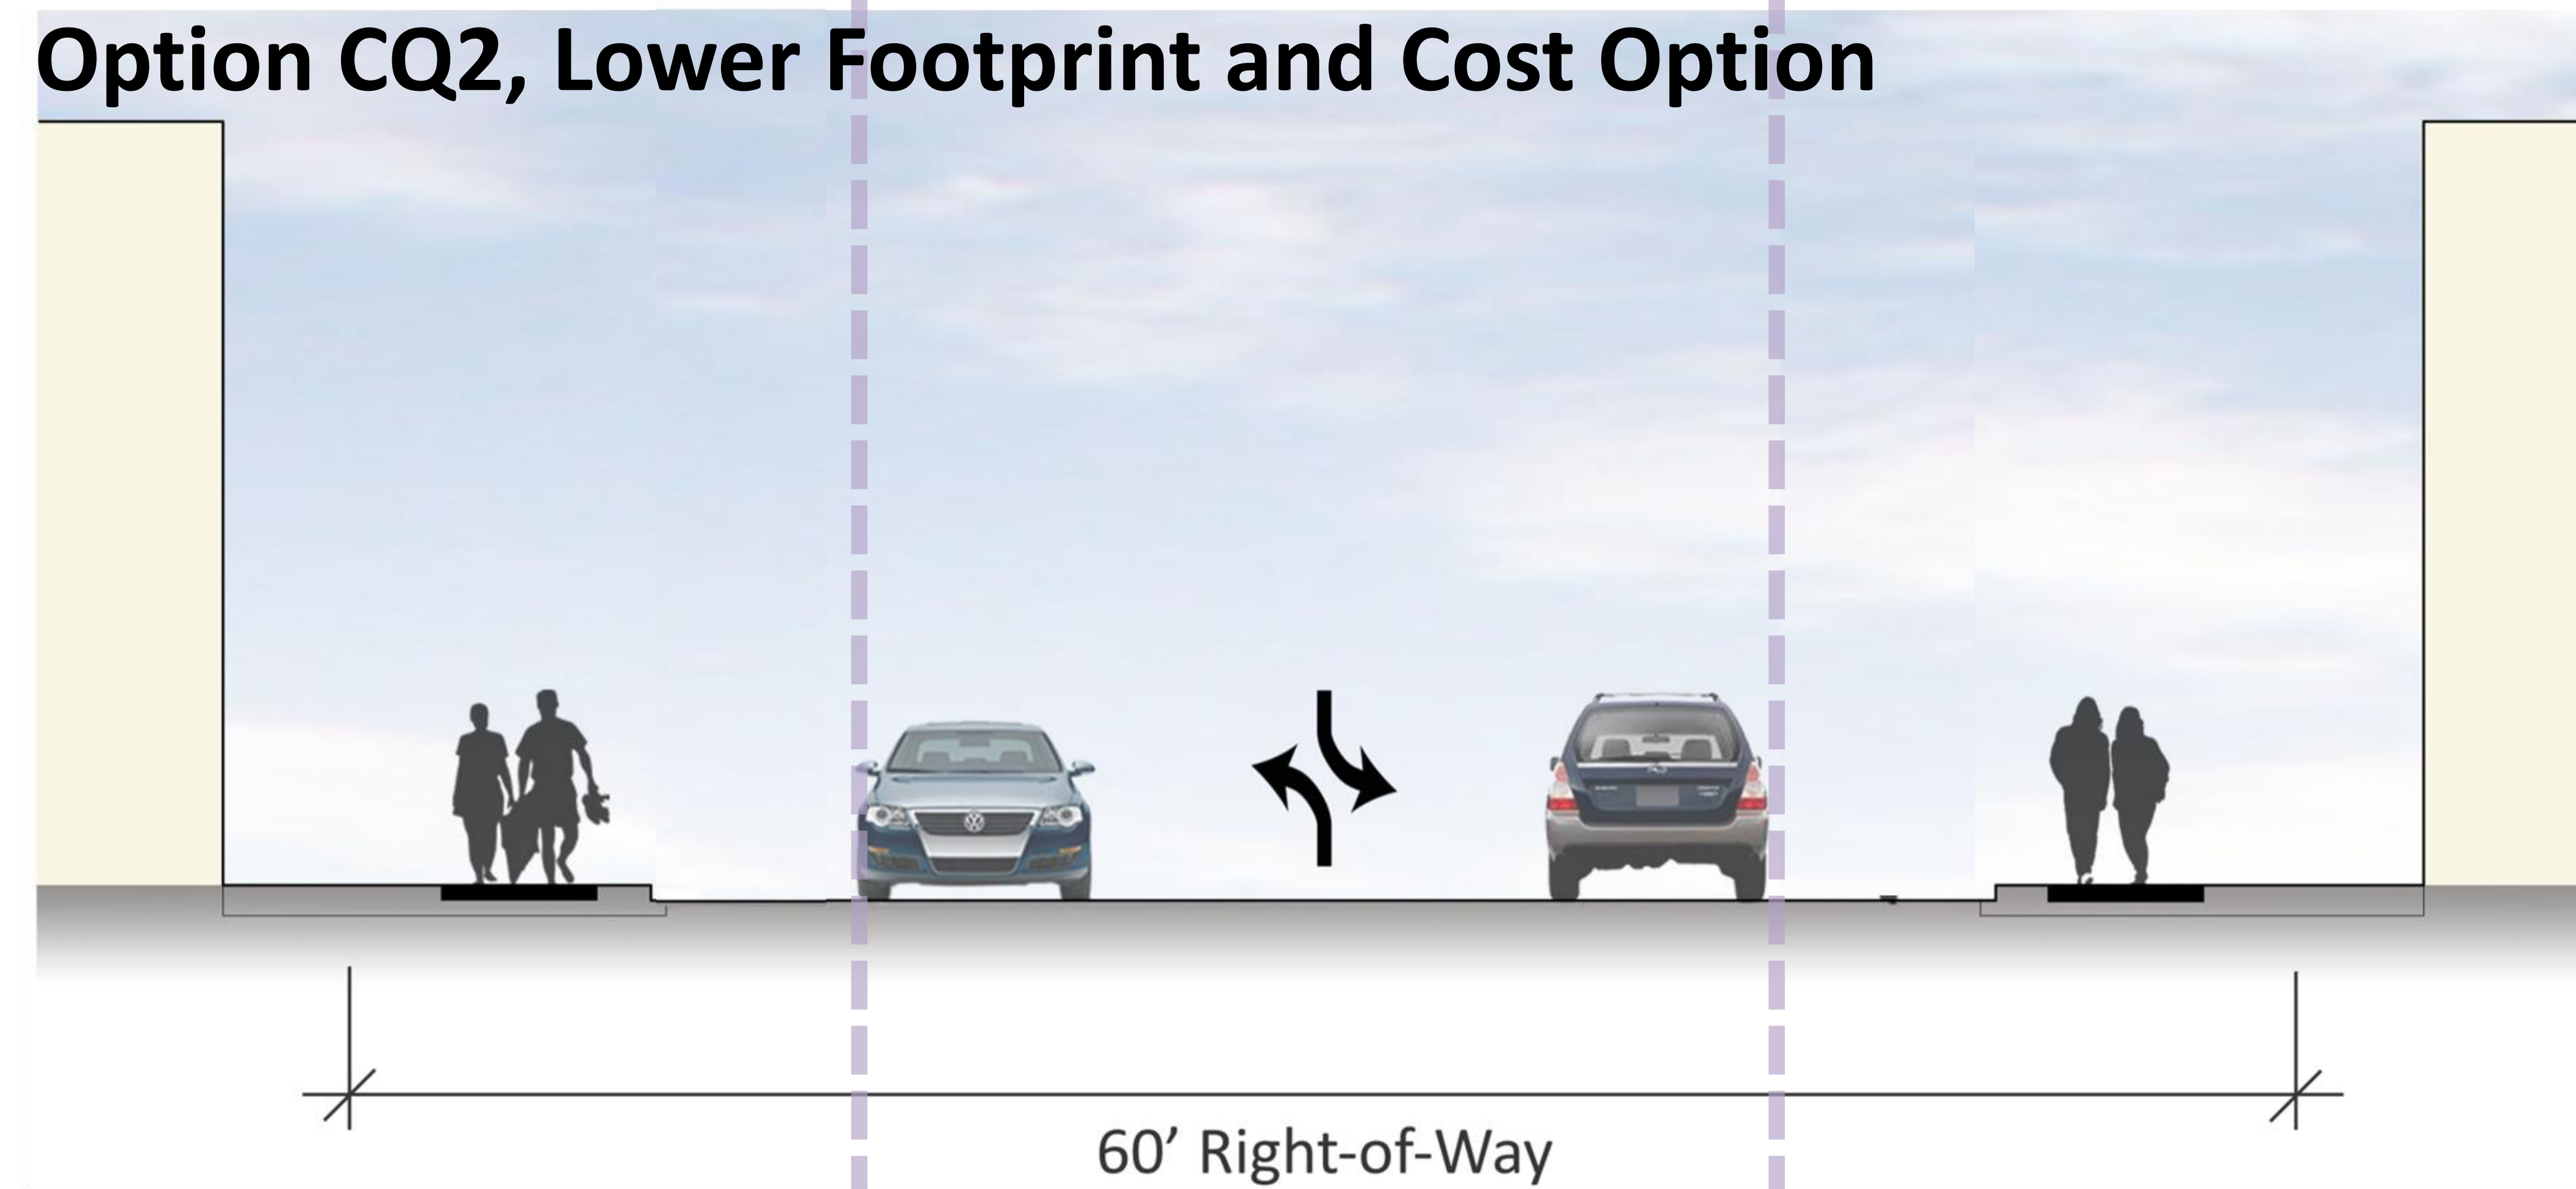 Option CQ2, Lower Footprint and Cost Option
60’ Right-of-Way